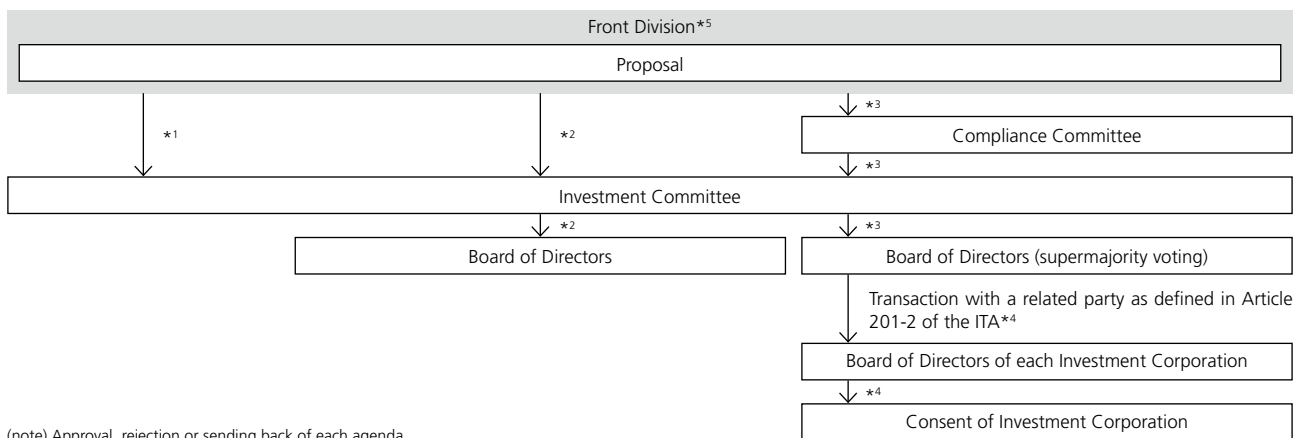 Front Division*5
Proposal
*3
*1
*2
Compliance Committee
*3
Investment Committee
*2
*3
Board of Directors
Board of Directors (supermajority voting)
Transaction with a related party as defined in Article
201-2 of the ITA*4
Board of Directors of each Investment Corporation
*4
Consent of Investment Corporation
(note) Approval, rejection or sending back of each agenda